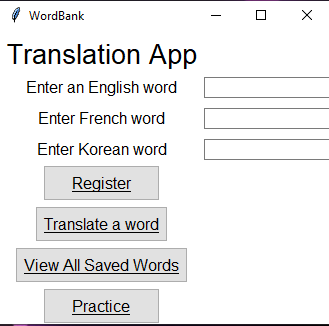 WordBank
Translation App
Enter an English word
Enter French word
Enter Korean word
Register
Translate a word
View All Saved Words
Practice